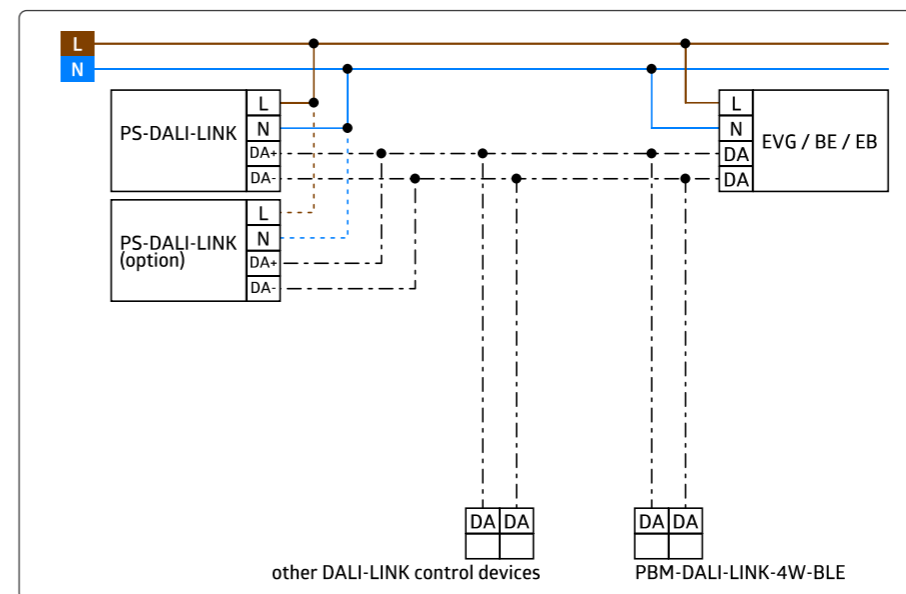 L
N
PS-DALI-LINK
L
N
DA+
DA-
L
N
DA
DA
EVG / BE / EB
PS-DALI-LINK
(option)
L
N
DA+
DA-
DA DA
DA DA
other DALI-LINK control devices
PBM-DALI-LINK-4W-BLE